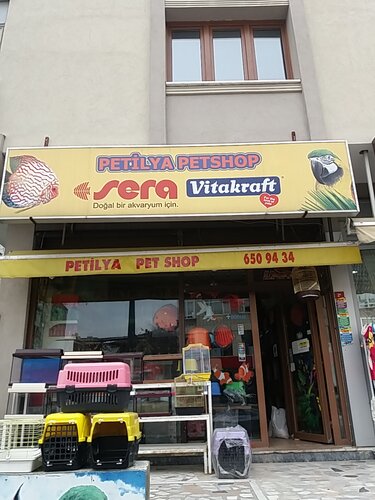 PETİLYA PETSHOP
sera
Vitakraft
Doğal bir akvaryum için.
PETİLYA PET SHOP 650 94 34